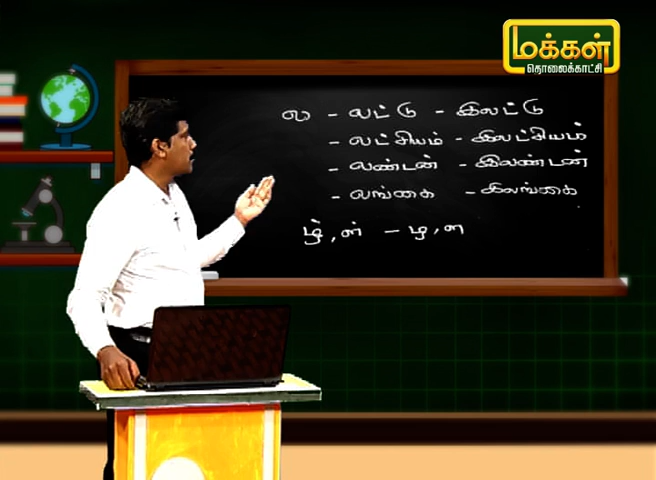 மக்கள்
தொலைக்காட்சி
ல - லட்டு - இலட்டு
- லட்சியம் - இலட்சியம்
- லண்டன் - இலண்டன்
- லங்கை - இலங்கை
ழ், ள் - ழ, ள